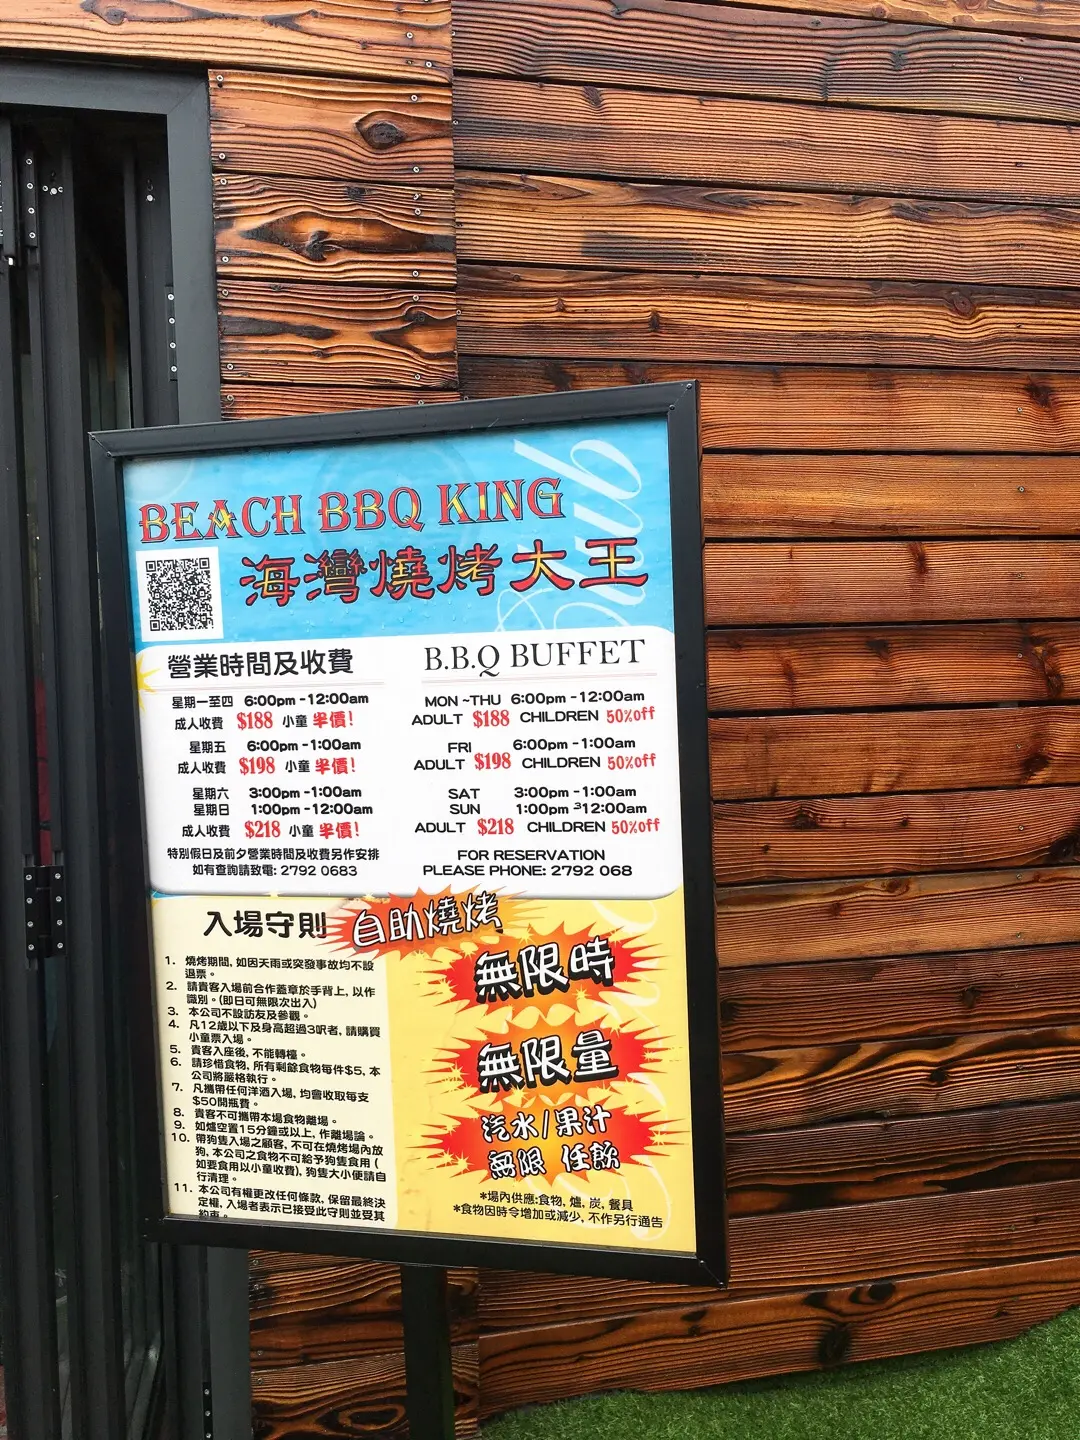 BEACH BBQ KING
海灣燒烤大王
營業時間及收費
星期一至四 6:00pm -12:00am
成人收費 $188 小童 半價!
星期五 6:00pm -1:00am
成人收費 $198 小童 半價!
星期六 3:00pm -1:00am
星期日 1:00pm -12:00am
成人收費 $218 小童 半價!
特別假日及前夕營業時間及收費另作安排
如有查詢請致電: 2792 0683
B.B.Q BUFFET
MON ~THU 6:00pm -12:00am
ADULT $188 CHILDREN 50%off
FRI 6:00pm -1:00am
ADULT $198 CHILDREN 50%off
SAT 3:00pm -1:00am
SUN 1:00pm -12:00am
ADULT $218 CHILDREN 50%off
FOR RESERVATION
PLEASE PHONE: 2792 068
入場守則
1. 燒烤期間, 如因天雨或突發事故均不設
退票。
2. 請貴客入場前合作蓋章於手背上, 以作
識別。(即日可無限次出入)
3. 本公司不設訪友及參觀。
4. 凡12歲以下及身高超過3呎者, 請購買
小童票入場。
5. 貴客入座後, 不能轉檯。
6. 請珍惜食物, 所有剩餘食物每件$5, 本
公司將嚴格執行。
7. 凡攜帶任何洋酒入場, 均會收取每支
$50開瓶費。
8. 貴客不可攜帶本場食物離場。
9. 如爐空置15分鐘或以上, 作離場論。
10. 帶狗隻入場之顧客, 不可在燒烤場內放
狗, 本公司之食物不可給予狗隻食用 (
如要食用以小童收費), 狗隻大小便請自
行清理。
11. 本公司有權更改任何條款, 保留最終決
定權, 入場者表示已接受此守則並受其
約束。
自助燒烤
無限時
無限量
汽水/果汁
無限 任飲
*場內供應:食物, 爐, 炭, 餐具
*食物因時令增加或減少, 不作另行通告